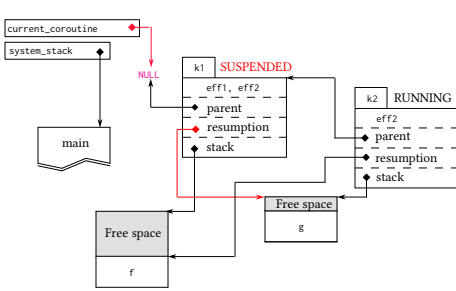 current_coroutine
system_stack
NULL
main
k1 SUSPENDED
eff1, eff2
parent
resumption
stack
k2 RUNNING
eff2
parent
resumption
stack
Free space
g
Free space
f